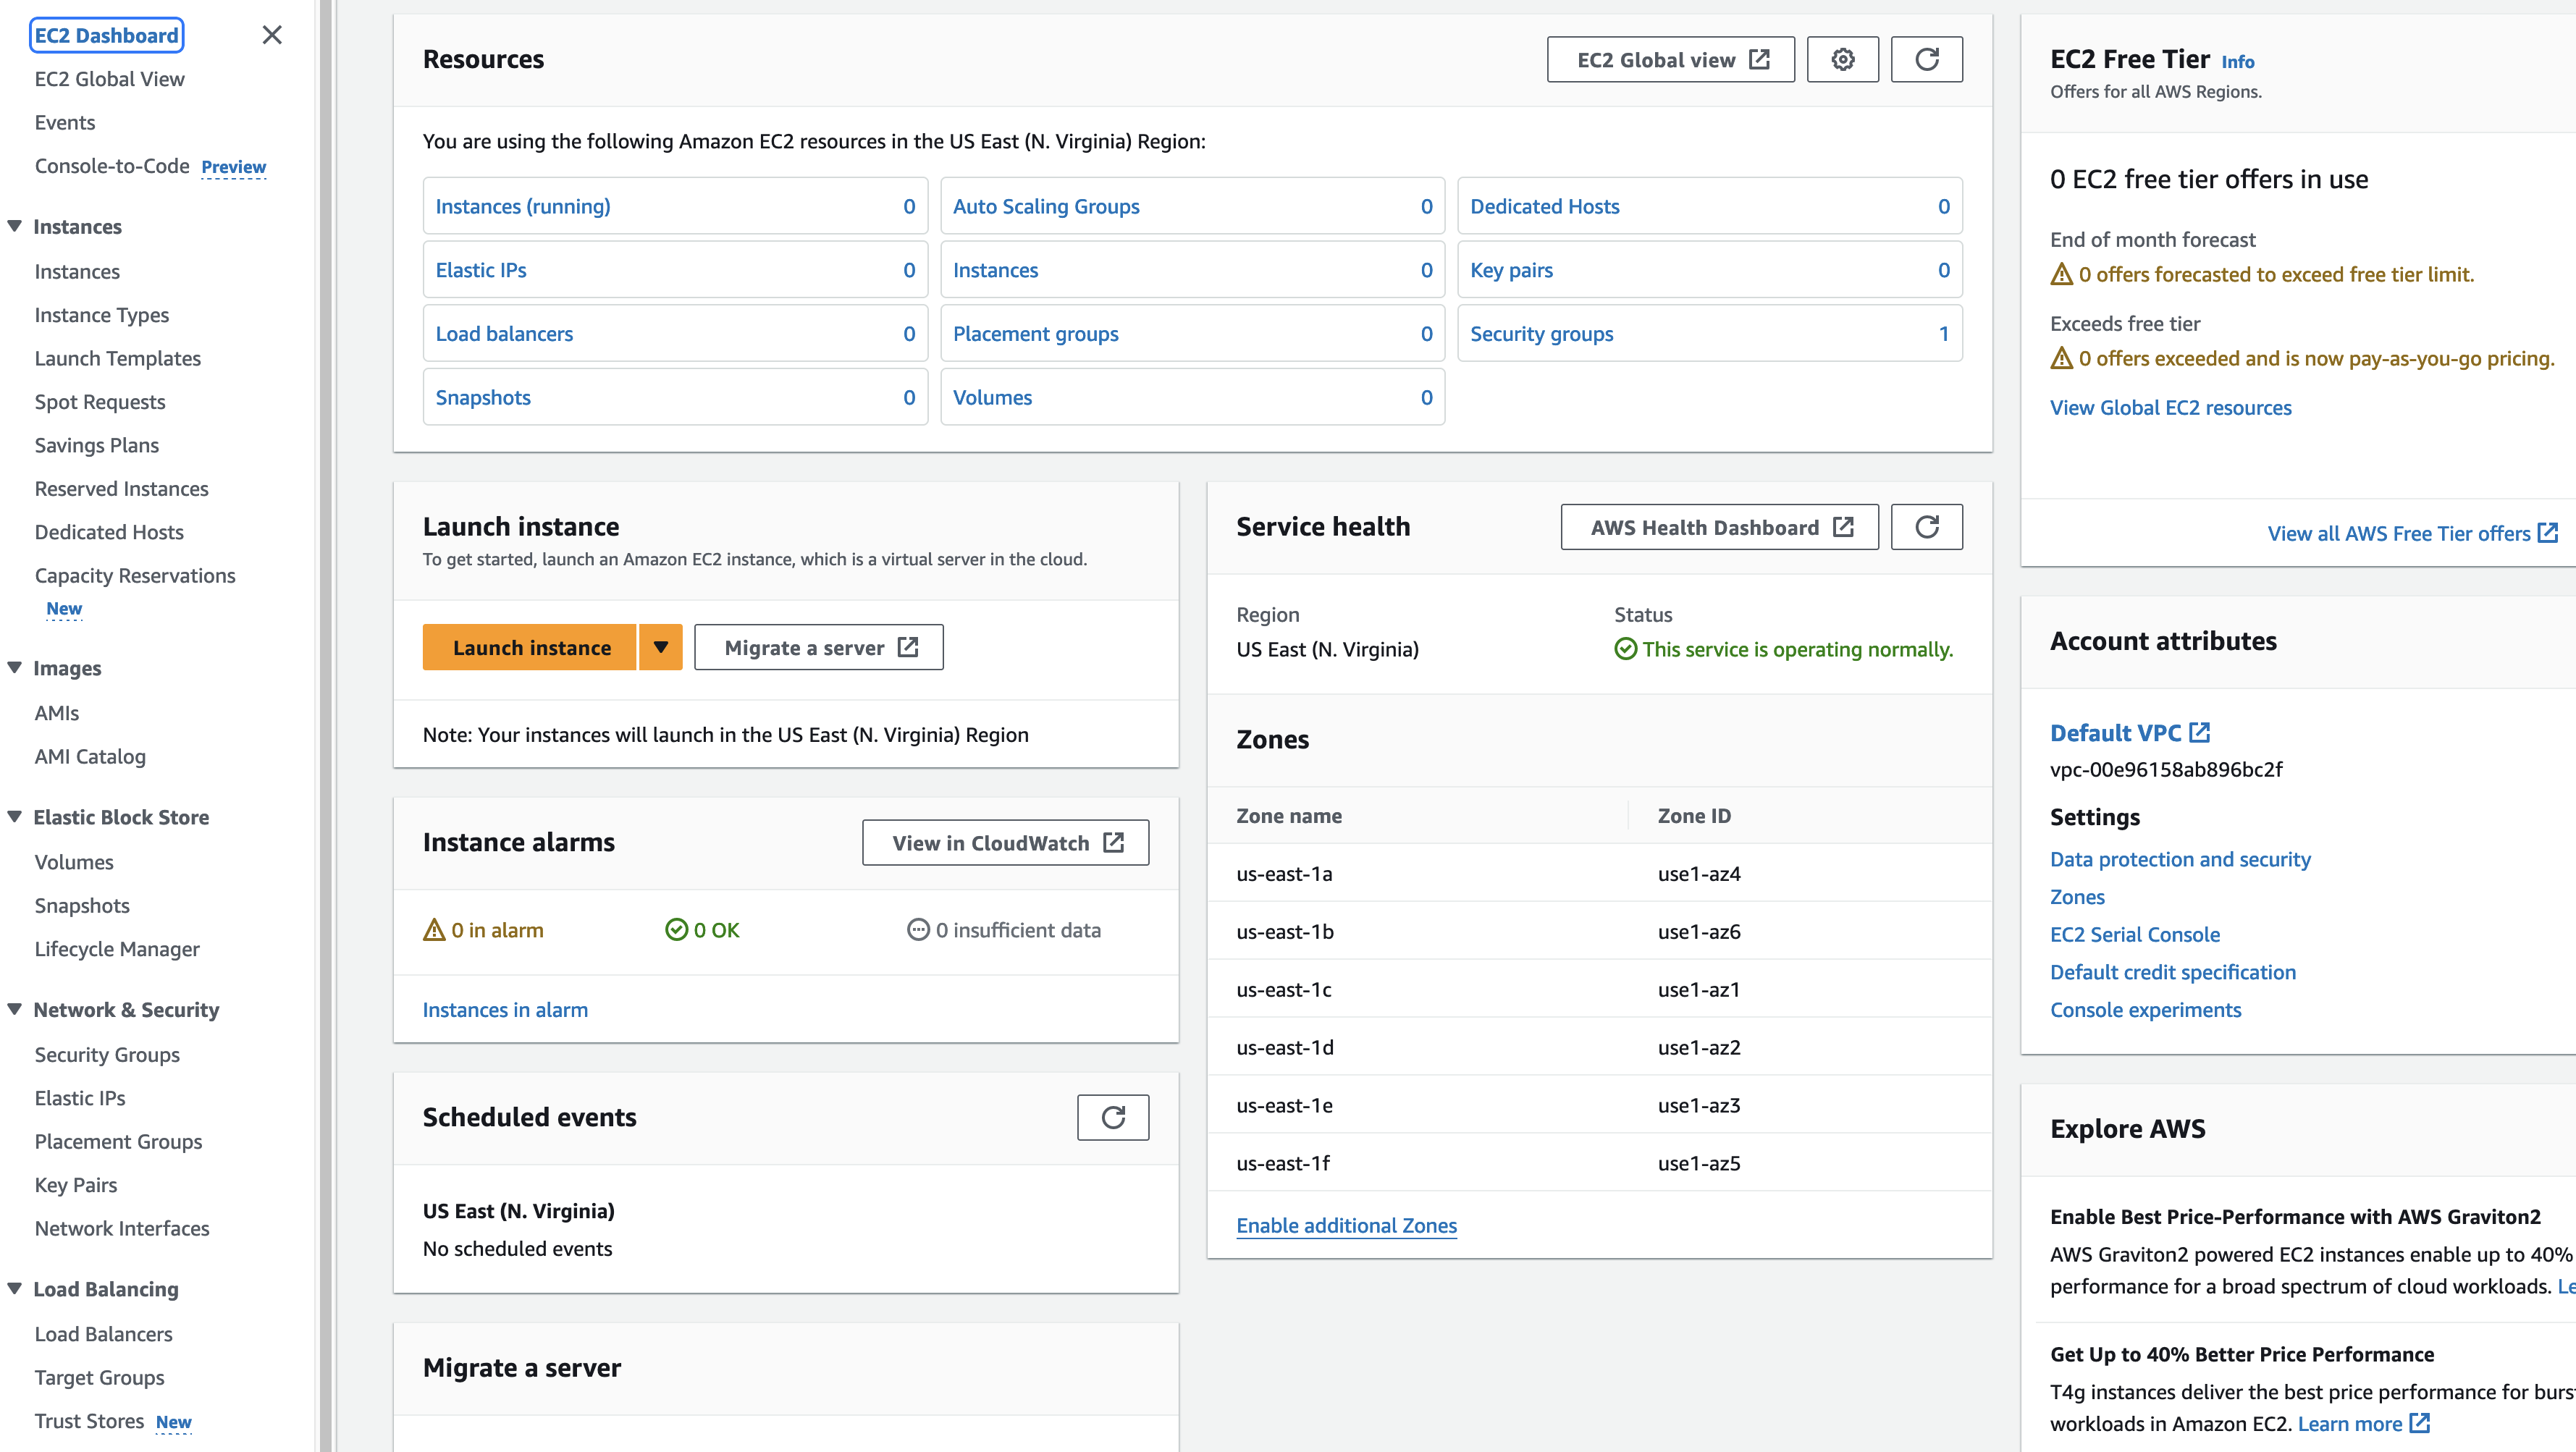 EC2 Dashboard
EC2 Global View
Events
Console-to-Code Preview
Instances
Instances
Instance Types
Launch Templates
Spot Requests
Savings Plans
Reserved Instances
Dedicated Hosts
Capacity Reservations
New
Images
AMIs
AMI Catalog
Elastic Block Store
Volumes
Snapshots
Lifecycle Manager
Network & Security
Security Groups
Elastic IPs
Placement Groups
Key Pairs
Network Interfaces
Load Balancing
Load Balancers
Target Groups
Trust Stores New
Resources
EC2 Global view
You are using the following Amazon EC2 resources in the US East (N. Virginia) Region:
Instances (running) 0
Auto Scaling Groups 0
Dedicated Hosts 0
Elastic IPs 0
Instances 0
Key pairs 0
Load balancers 0
Placement groups 0
Security groups 1
Snapshots 0
Volumes 0
Launch instance
To get started, launch an Amazon EC2 instance, which is a virtual server in the cloud.
Launch instance
Migrate a server
Note: Your instances will launch in the US East (N. Virginia) Region
Instance alarms
View in CloudWatch
0 in alarm
0 OK
0 insufficient data
Instances in alarm
Scheduled events
US East (N. Virginia)
No scheduled events
Migrate a server
Service health
AWS Health Dashboard
Region
US East (N. Virginia)
Status
This service is operating normally.
Zones
Zone name Zone ID
us-east-1a use1-az4
us-east-1b use1-az6
us-east-1c use1-az1
us-east-1d use1-az2
us-east-1e use1-az3
us-east-1f use1-az5
Enable additional Zones
EC2 Free Tier Info
Offers for all AWS Regions.
0 EC2 free tier offers in use
End of month forecast
0 offers forecasted to exceed free tier limit.
Exceeds free tier
0 offers exceeded and is now pay-as-you-go pricing.
View Global EC2 resources
View all AWS Free Tier offers
Account attributes
Default VPC
vpc-00e96158ab896bc2f
Settings
Data protection and security
Zones
EC2 Serial Console
Default credit specification
Console experiments
Explore AWS
Enable Best Price-Performance with AWS Graviton2
AWS Graviton2 powered EC2 instances enable up to 40%
performance for a broad spectrum of cloud workloads. Le
Get Up to 40% Better Price Performance
T4g instances deliver the best price performance for burs
workloads in Amazon EC2. Learn more